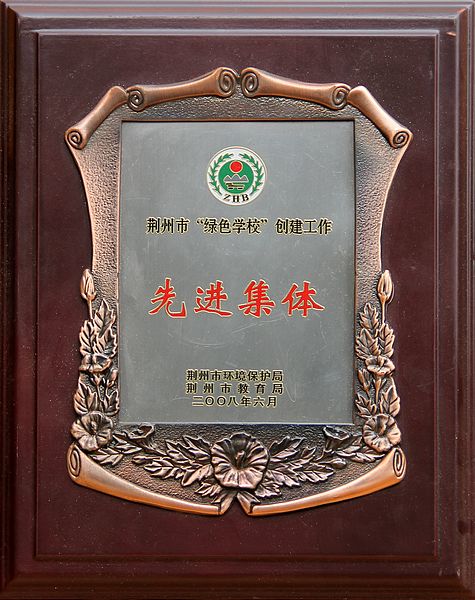 ZHB
荆州市“绿色学校”创建工作
先进集体
荆州市环境保护局
荆州市教育局
二〇〇八年六月